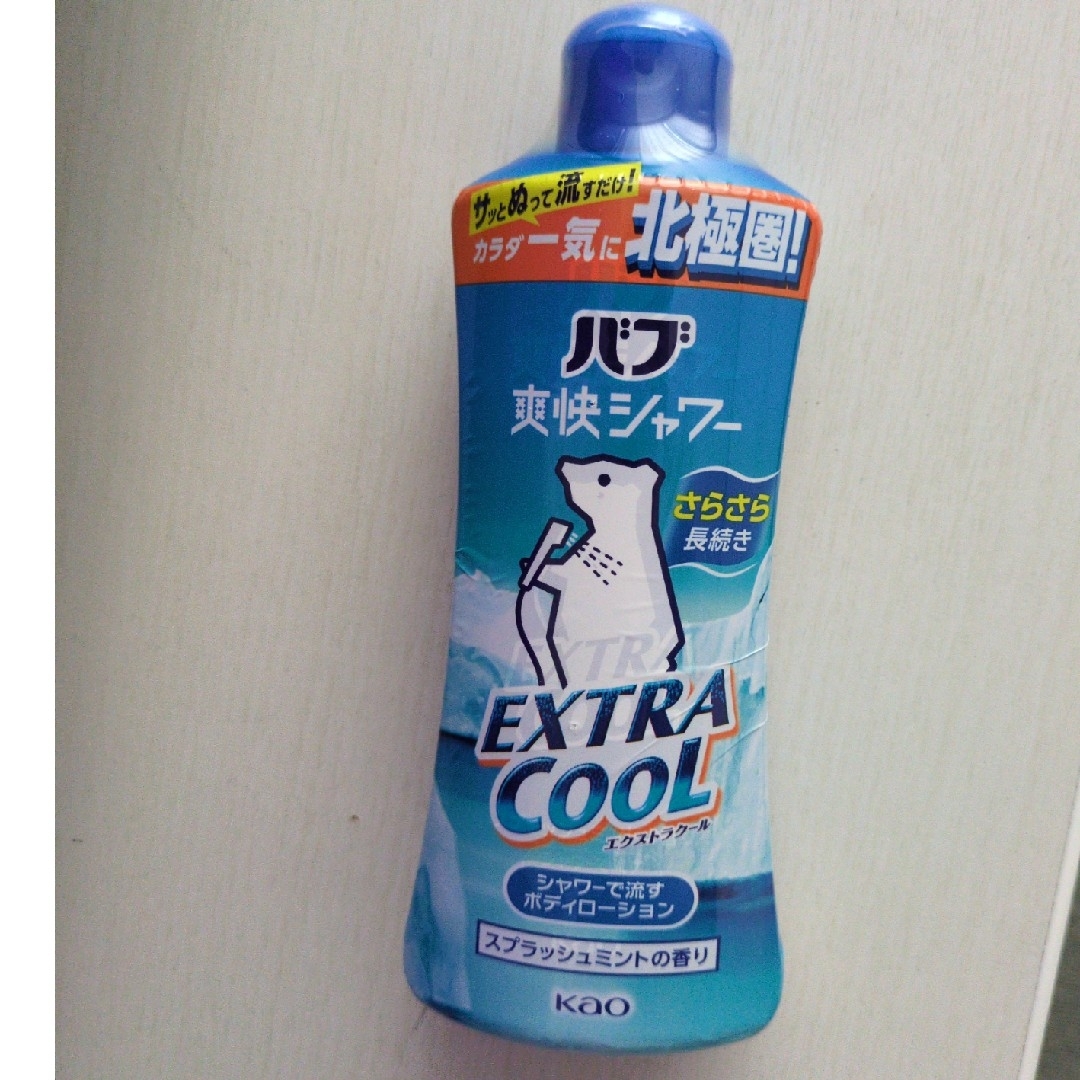 サッとぬって流すだけ!
カラダ一気に北極圏!
バブ
爽快シャワー
さらさら
長続き
EXTRA
COOL
エクストラクール
シャワーで流す
ボディローション
スプラッシュミントの香り
Kao